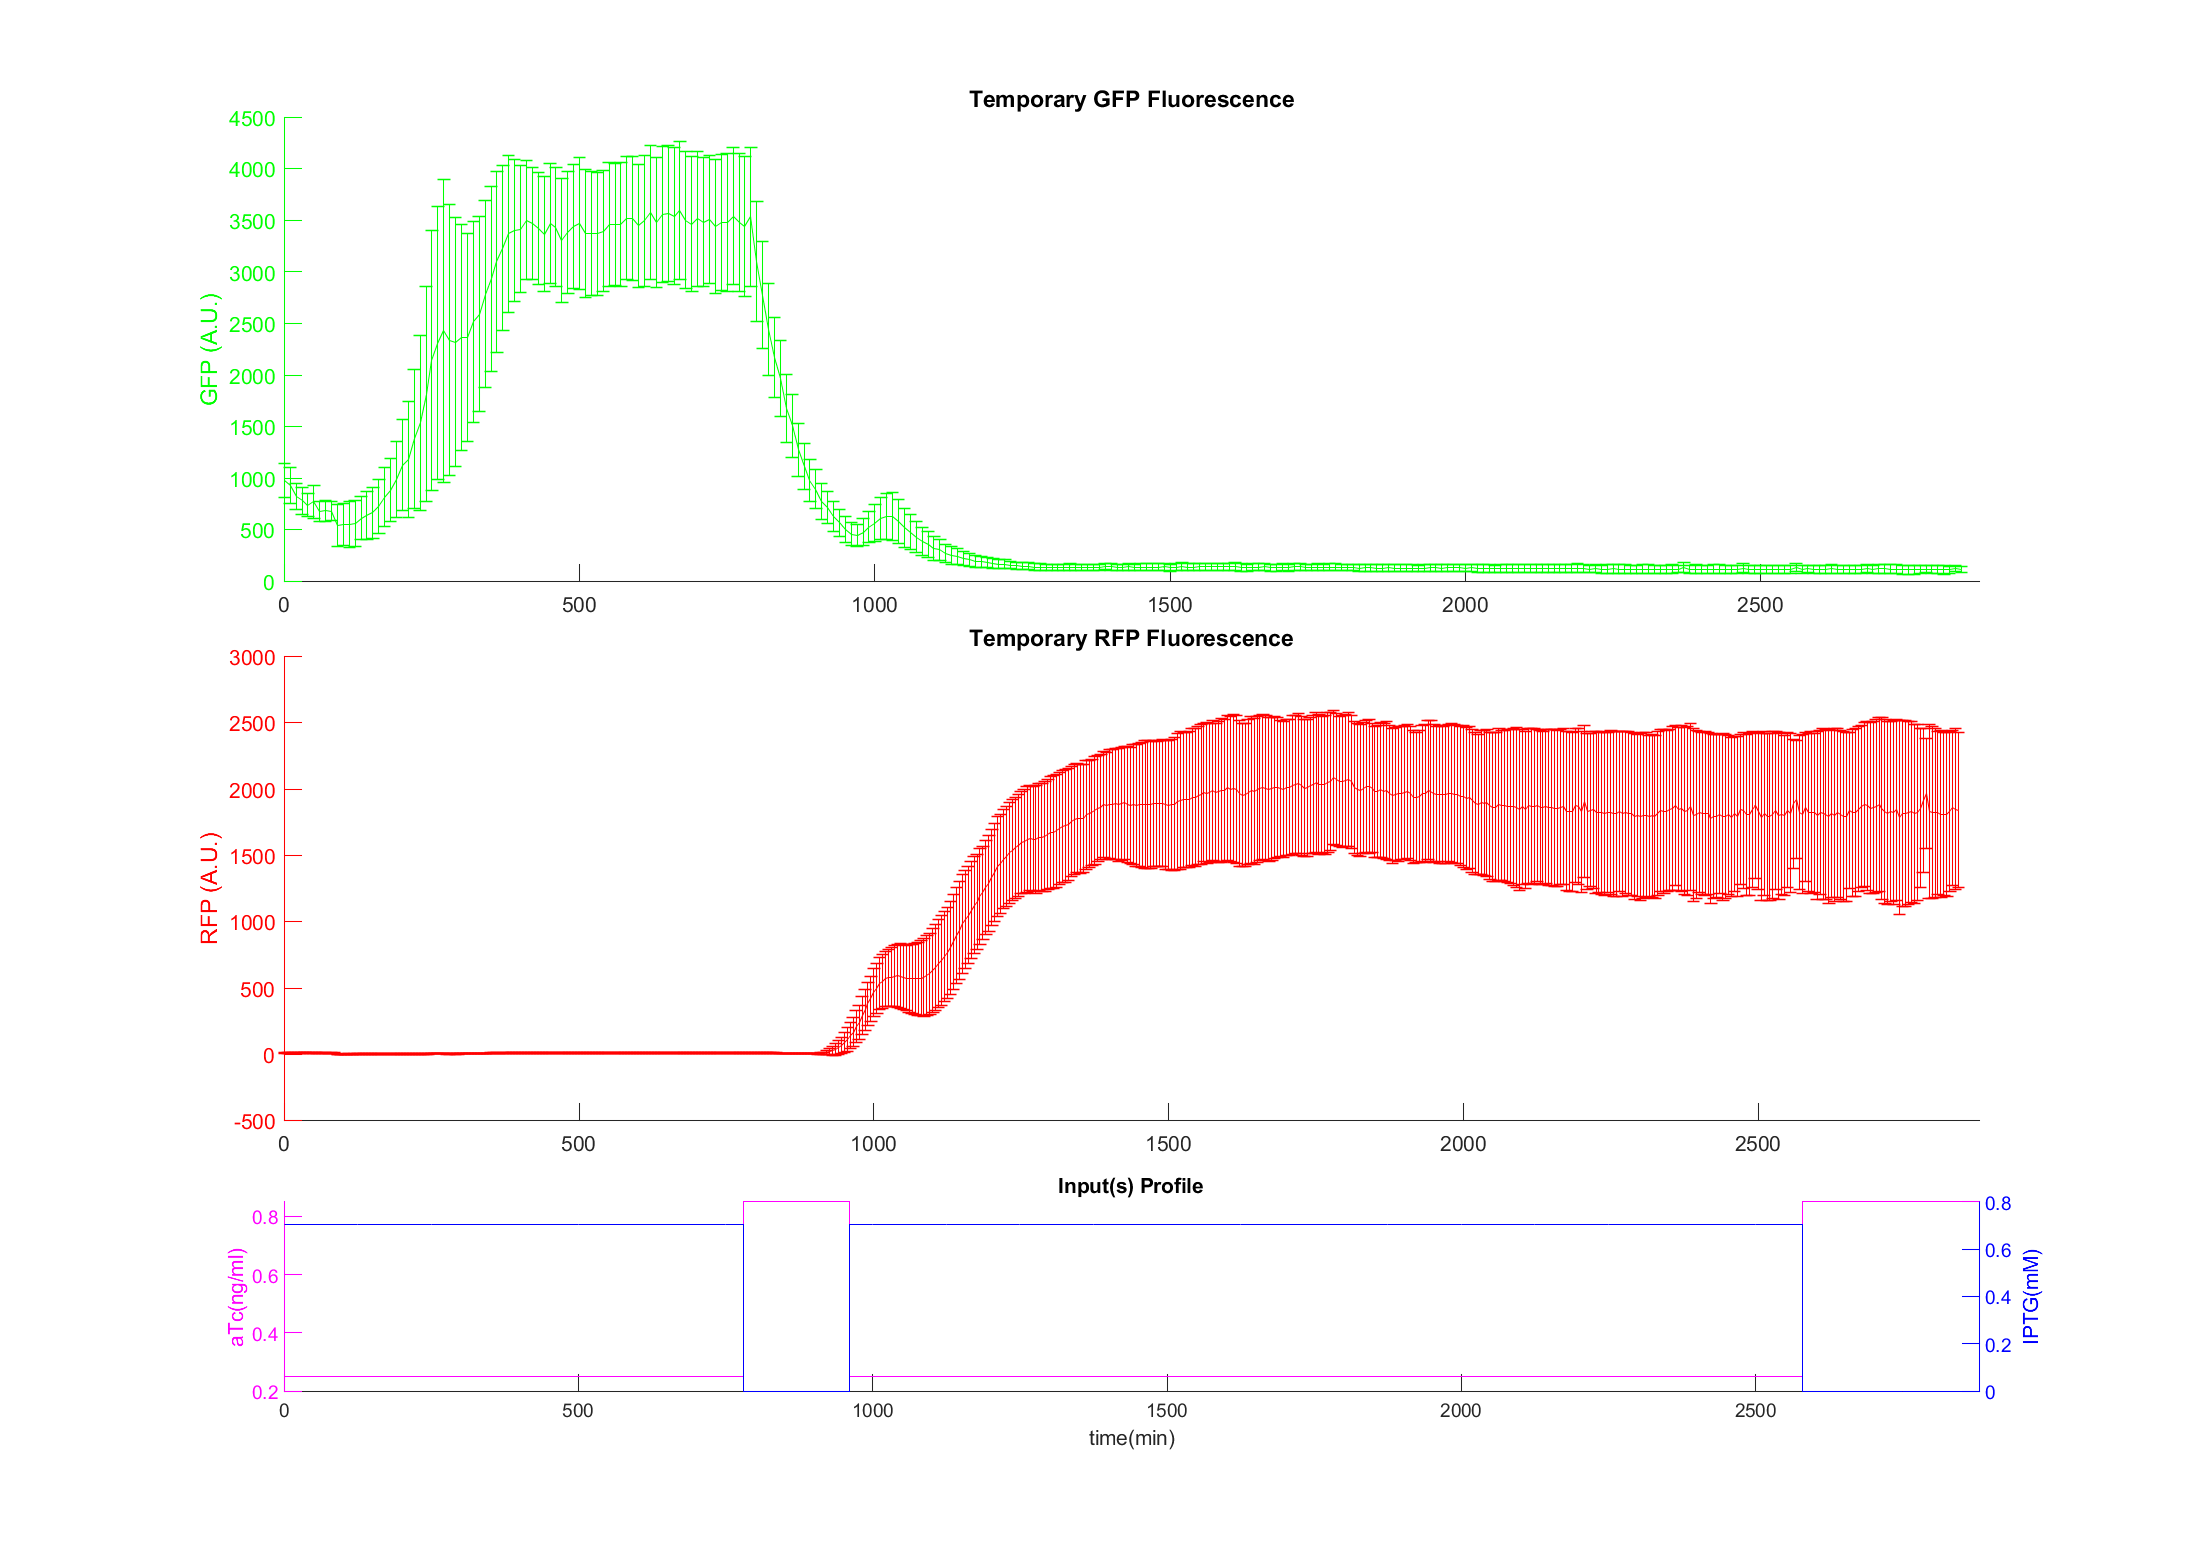 Temporary GFP Fluorescence
4500
4000
3500
3000
2500
2000
1500
1000
500
0
GFP (A.U.)
0 500 1000 1500 2000 2500
Temporary RFP Fluorescence
3000
2500
2000
1500
1000
500
0
-500
RFP (A.U.)
0 500 1000 1500 2000 2500
Input(s) Profile
0.8
0.6
0.4
0.2
aTc(ng/ml)
0.8
0.6
0.4
0.2
0
IPTG(mM)
0 500 1000 1500 2000 2500
time(min)